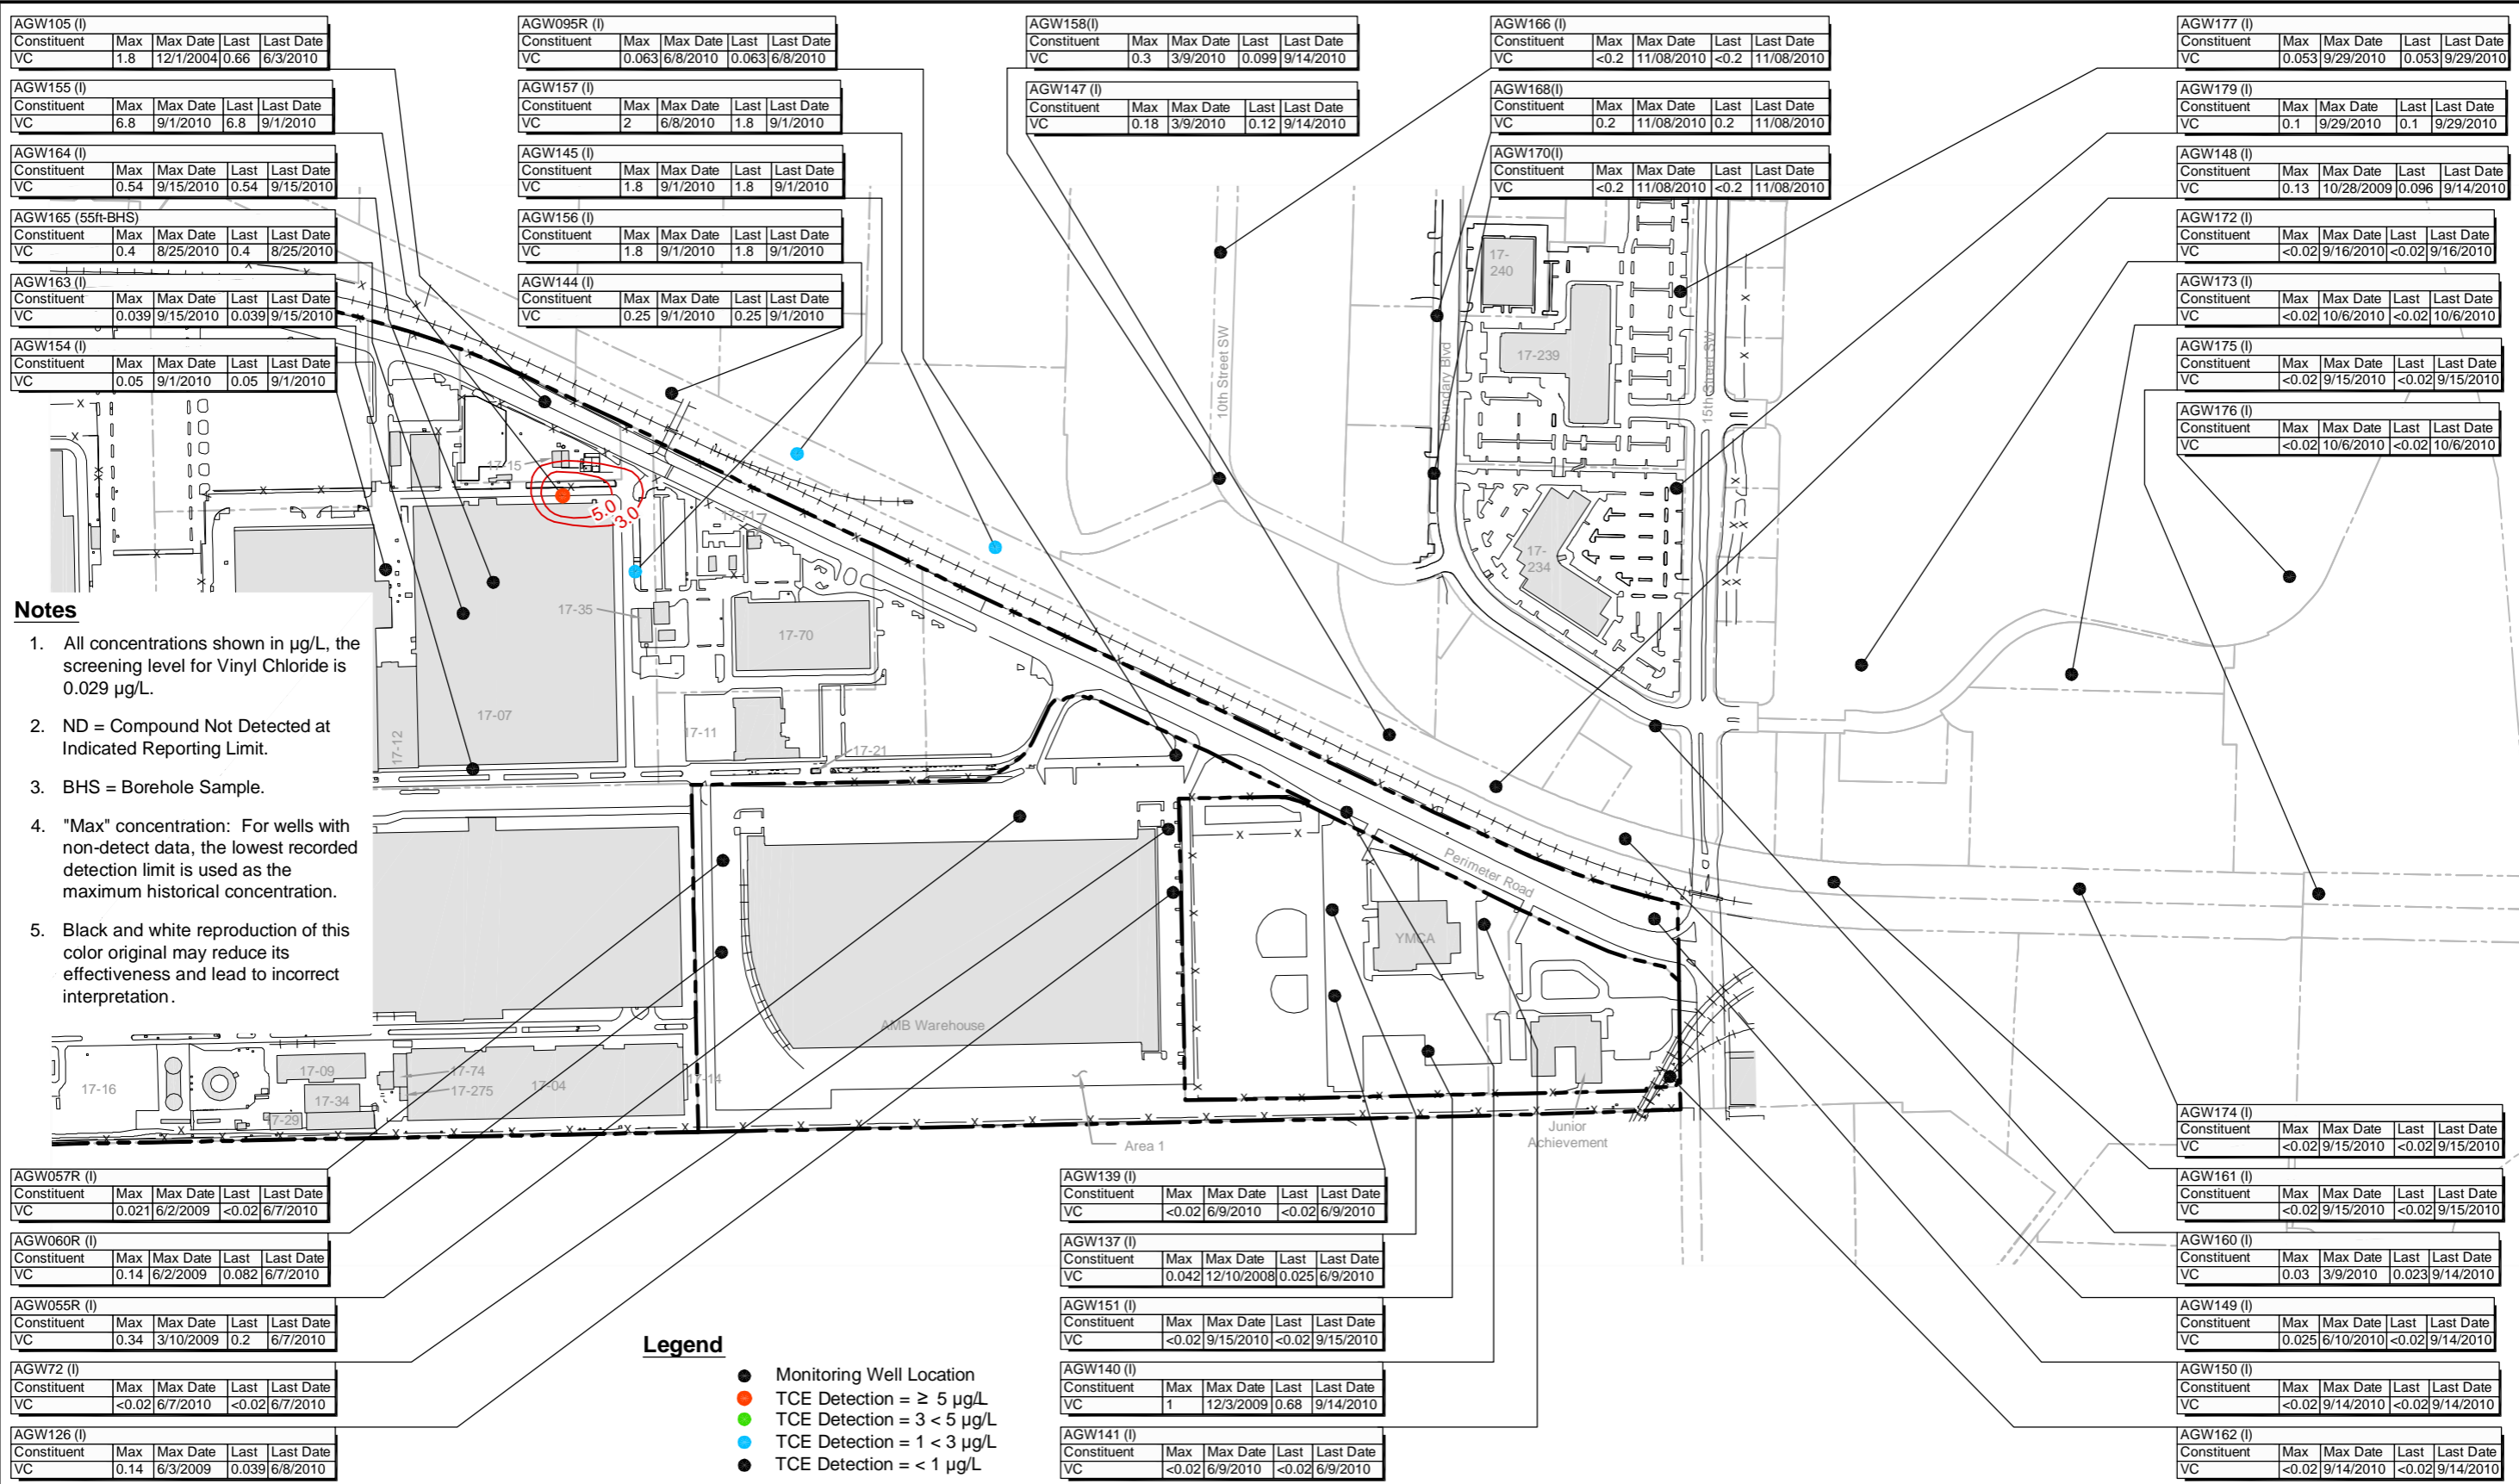 AGW105 (I)
Constituent Max Max Date Last Last Date
VC 1.8 12/1/2004 0.66 6/3/2010
AGW155 (I)
Constituent Max Max Date Last Last Date
VC 6.8 9/1/2010 6.8 9/1/2010
AGW164 (I)
Constituent Max Max Date Last Last Date
VC 0.54 9/15/2010 0.54 9/15/2010
AGW165 (55ft-BHS)
Constituent Max Max Date Last Last Date
VC 0.4 8/25/2010 0.4 8/25/2010
AGW163 (I)
Constituent Max Max Date Last Last Date
VC 0.039 9/15/2010 0.039 9/15/2010
AGW154 (I)
Constituent Max Max Date Last Last Date
VC 0.05 9/1/2010 0.05 9/1/2010
AGW095R (I)
Constituent Max Max Date Last Last Date
VC 0.063 6/8/2010 0.063 6/8/2010
AGW157 (I)
Constituent Max Max Date Last Last Date
VC 2 6/8/2010 1.8 9/1/2010
AGW145 (I)
Constituent Max Max Date Last Last Date
VC 1.8 9/1/2010 1.8 9/1/2010
AGW156 (I)
Constituent Max Max Date Last Last Date
VC 1.8 9/1/2010 1.8 9/1/2010
AGW144 (I)
Constituent Max Max Date Last Last Date
VC 0.25 9/1/2010 0.25 9/1/2010
AGW158(I)
Constituent Max Max Date Last Last Date
VC 0.3 3/9/2010 0.099 9/14/2010
AGW147 (I)
Constituent Max Max Date Last Last Date
VC 0.18 3/9/2010 0.12 9/14/2010
AGW166 (I)
Constituent Max Max Date Last Last Date
VC <0.2 11/08/2010 <0.2 11/08/2010
AGW168(I)
Constituent Max Max Date Last Last Date
VC 0.2 11/08/2010 0.2 11/08/2010
AGW170(I)
Constituent Max Max Date Last Last Date
VC <0.2 11/08/2010 <0.2 11/08/2010
AGW177 (I)
Constituent Max Max Date Last Last Date
VC 0.053 9/29/2010 0.053 9/29/2010
AGW179 (I)
Constituent Max Max Date Last Last Date
VC 0.1 9/29/2010 0.1 9/29/2010
AGW148 (I)
Constituent Max Max Date Last Last Date
VC 0.13 10/28/2009 0.096 9/14/2010
AGW172 (I)
Constituent Max Max Date Last Last Date
VC <0.02 9/16/2010 <0.02 9/16/2010
AGW173 (I)
Constituent Max Max Date Last Last Date
VC <0.02 10/6/2010 <0.02 10/6/2010
AGW175 (I)
Constituent Max Max Date Last Last Date
VC <0.02 9/15/2010 <0.02 9/15/2010
AGW176 (I)
Constituent Max Max Date Last Last Date
VC <0.02 10/6/2010 <0.02 10/6/2010
17-
240
17-239
17-
234
10th Street SW
Boundary Blvd
15th Street SW
17-15
5.0
3.0
17-71
17-35
17-70
17-07
17-12
17-11
17-21
Perimeter Road
YMCA
AMB Warehouse
17-16
17-09
17-34
17-29
17-74
17-275
17-04
17-14
Area 1
Junior
Achievement
Notes
1. All concentrations shown in µg/L, the
screening level for Vinyl Chloride is
0.029 µg/L.
2. ND = Compound Not Detected at
Indicated Reporting Limit.
3. BHS = Borehole Sample.
4. "Max" concentration: For wells with
non-detect data, the lowest recorded
detection limit is used as the
maximum historical concentration.
5. Black and white reproduction of this
color original may reduce its
effectiveness and lead to incorrect
interpretation.
AGW057R (I)
Constituent Max Max Date Last Last Date
VC 0.021 6/2/2009 <0.02 6/7/2010
AGW060R (I)
Constituent Max Max Date Last Last Date
VC 0.14 6/2/2009 0.082 6/7/2010
AGW055R (I)
Constituent Max Max Date Last Last Date
VC 0.34 3/10/2009 0.2 6/7/2010
AGW72 (I)
Constituent Max Max Date Last Last Date
VC <0.02 6/7/2010 <0.02 6/7/2010
AGW126 (I)
Constituent Max Max Date Last Last Date
VC 0.14 6/3/2009 0.039 6/8/2010
Legend
Monitoring Well Location
TCE Detection = ≥ 5 µg/L
TCE Detection = 3 < 5 µg/L
TCE Detection = 1 < 3 µg/L
TCE Detection = < 1 µg/L
AGW139 (I)
Constituent Max Max Date Last Last Date
VC <0.02 6/9/2010 <0.02 6/9/2010
AGW137 (I)
Constituent Max Max Date Last Last Date
VC 0.042 12/10/2008 0.025 6/9/2010
AGW151 (I)
Constituent Max Max Date Last Last Date
VC <0.02 9/15/2010 <0.02 9/15/2010
AGW140 (I)
Constituent Max Max Date Last Last Date
VC 1 12/3/2009 0.68 9/14/2010
AGW141 (I)
Constituent Max Max Date Last Last Date
VC <0.02 6/9/2010 <0.02 6/9/2010
AGW174 (I)
Constituent Max Max Date Last Last Date
VC <0.02 9/15/2010 <0.02 9/15/2010
AGW161 (I)
Constituent Max Max Date Last Last Date
VC <0.02 9/15/2010 <0.02 9/15/2010
AGW160 (I)
Constituent Max Max Date Last Last Date
VC 0.03 3/9/2010 0.023 9/14/2010
AGW149 (I)
Constituent Max Max Date Last Last Date
VC 0.025 6/10/2010 <0.02 9/14/2010
AGW150 (I)
Constituent Max Max Date Last Last Date
VC <0.02 9/14/2010 <0.02 9/14/2010
AGW162 (I)
Constituent Max Max Date Last Last Date
VC <0.02 9/14/2010 <0.02 9/14/2010